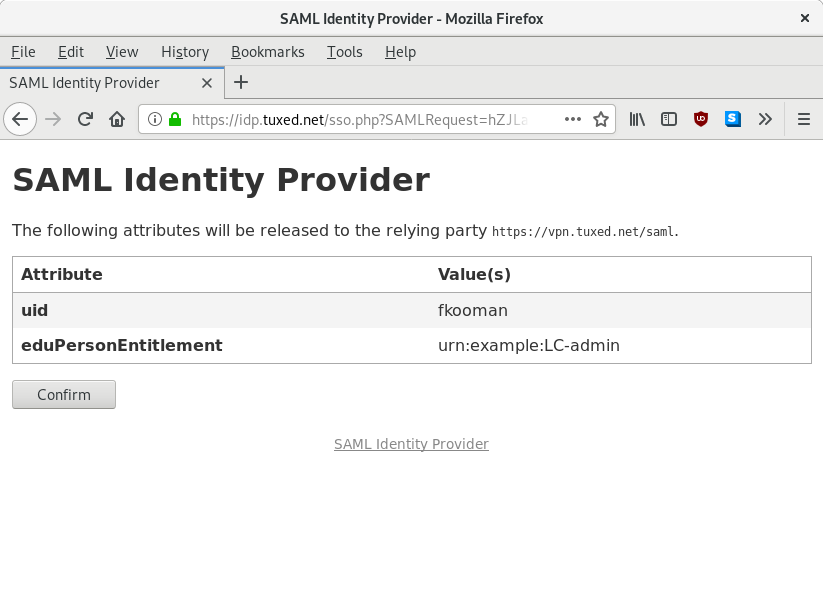 SAML Identity Provider - Mozilla Firefox
File Edit View History Bookmarks Tools Help
SAML Identity Provider
https://idp.tuxed.net/sso.php?SAMLRequest=hZJLa
SAML Identity Provider
The following attributes will be released to the relying party https://vpn.tuxed.net/saml.
Attribute Value(s)
uid fkooman
eduPersonEntitlement urn:example:LC-admin
Confirm
SAML Identity Provider